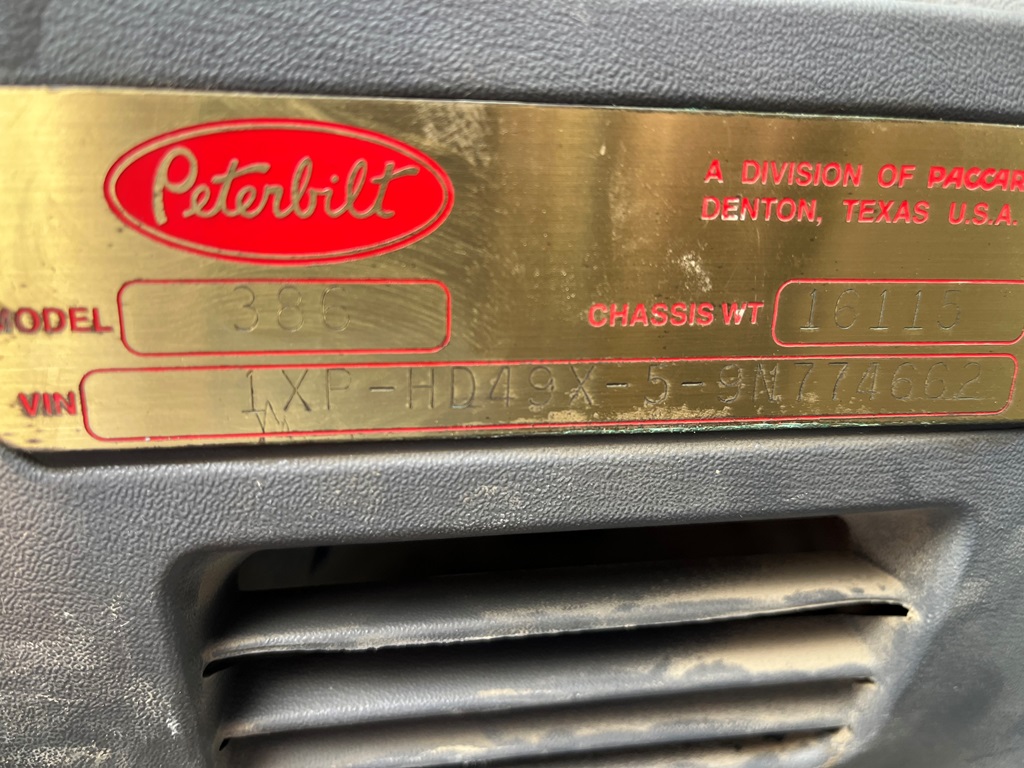 Peterbilt
A DIVISION OF PACCAR
DENTON, TEXAS U.S.A.
MODEL 386
CHASSIS WT 16115
VIN 1XP-HD49X-5-9N774662